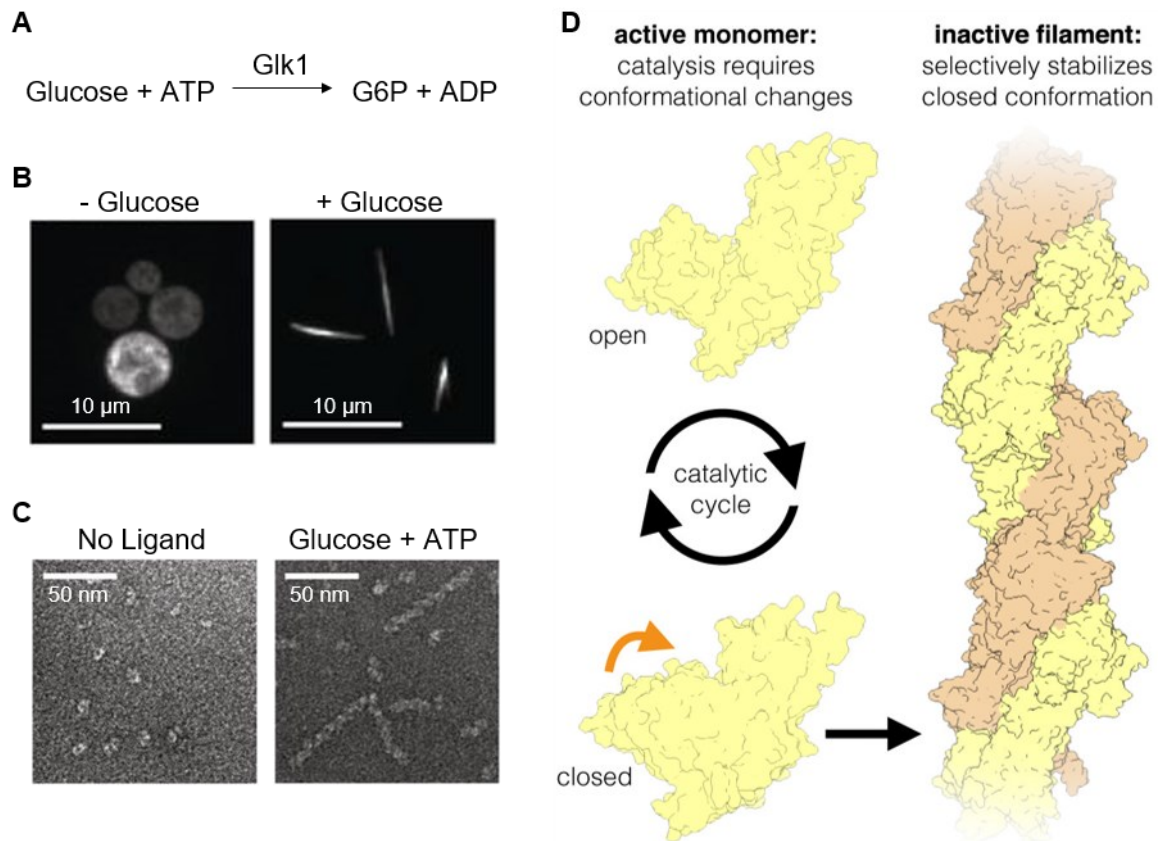 A
Glk1
Glucose + ATP → G6P + ADP
B
- Glucose
+ Glucose
10 µm
10 µm
C
No Ligand
Glucose + ATP
50 nm
50 nm
D
active monomer:
catalysis requires
conformational changes
open
catalytic
cycle
closed
inactive filament:
selectively stabilizes
closed conformation